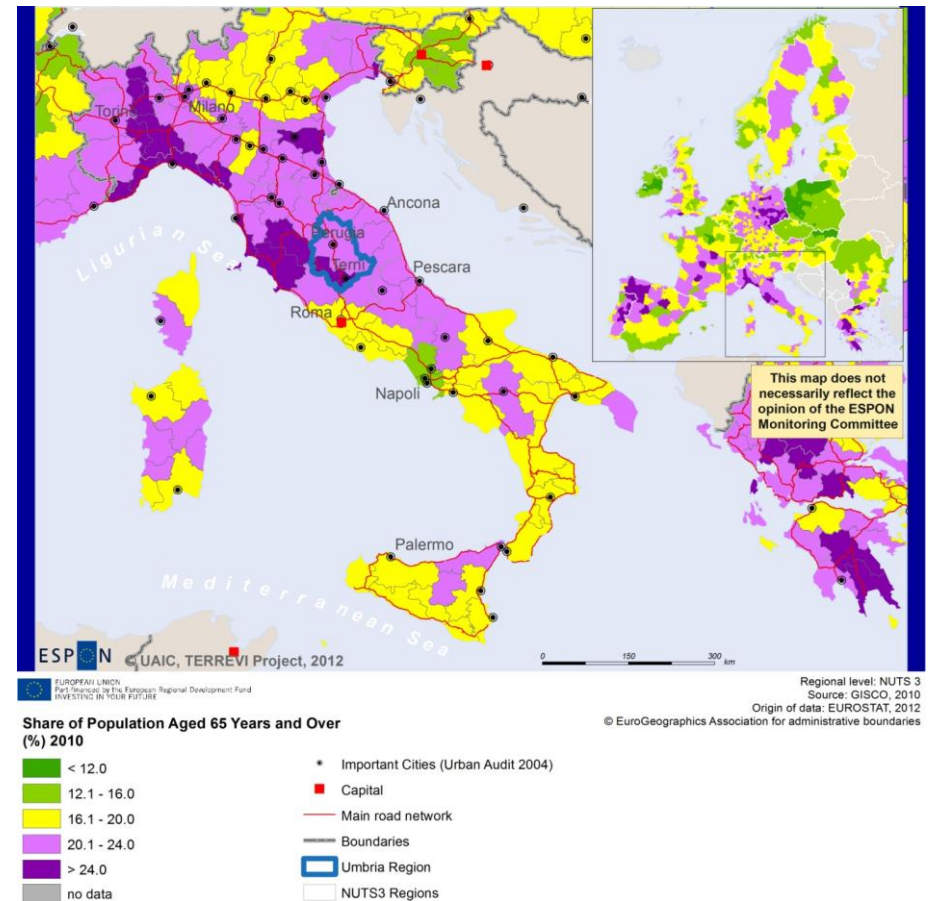 Torino
Milano
Ancona
Perugia
Ligurian Sea
Terni
Pescara
Roma
Napoli
This map does not
necessarily reflect the
opinion of the ESPON
Monitoring Committee
Palermo
Mediterranean Sea
ESPON © UAIC, TERREVI Project, 2012
0 150 300
km
EUROPEAN UNION
Part-financed by the European Regional Development Fund
INVESTING IN YOUR FUTURE
Regional level: NUTS 3
Source: GISCO, 2010
Origin of data: EUROSTAT, 2012
© EuroGeographics Association for administrative boundaries
Share of Population Aged 65 Years and Over
(%) 2010
< 12.0
12.1 - 16.0
16.1 - 20.0
20.1 - 24.0
> 24.0
no data
Important Cities (Urban Audit 2004)
Capital
Main road network
Boundaries
Umbria Region
NUTS3 Regions